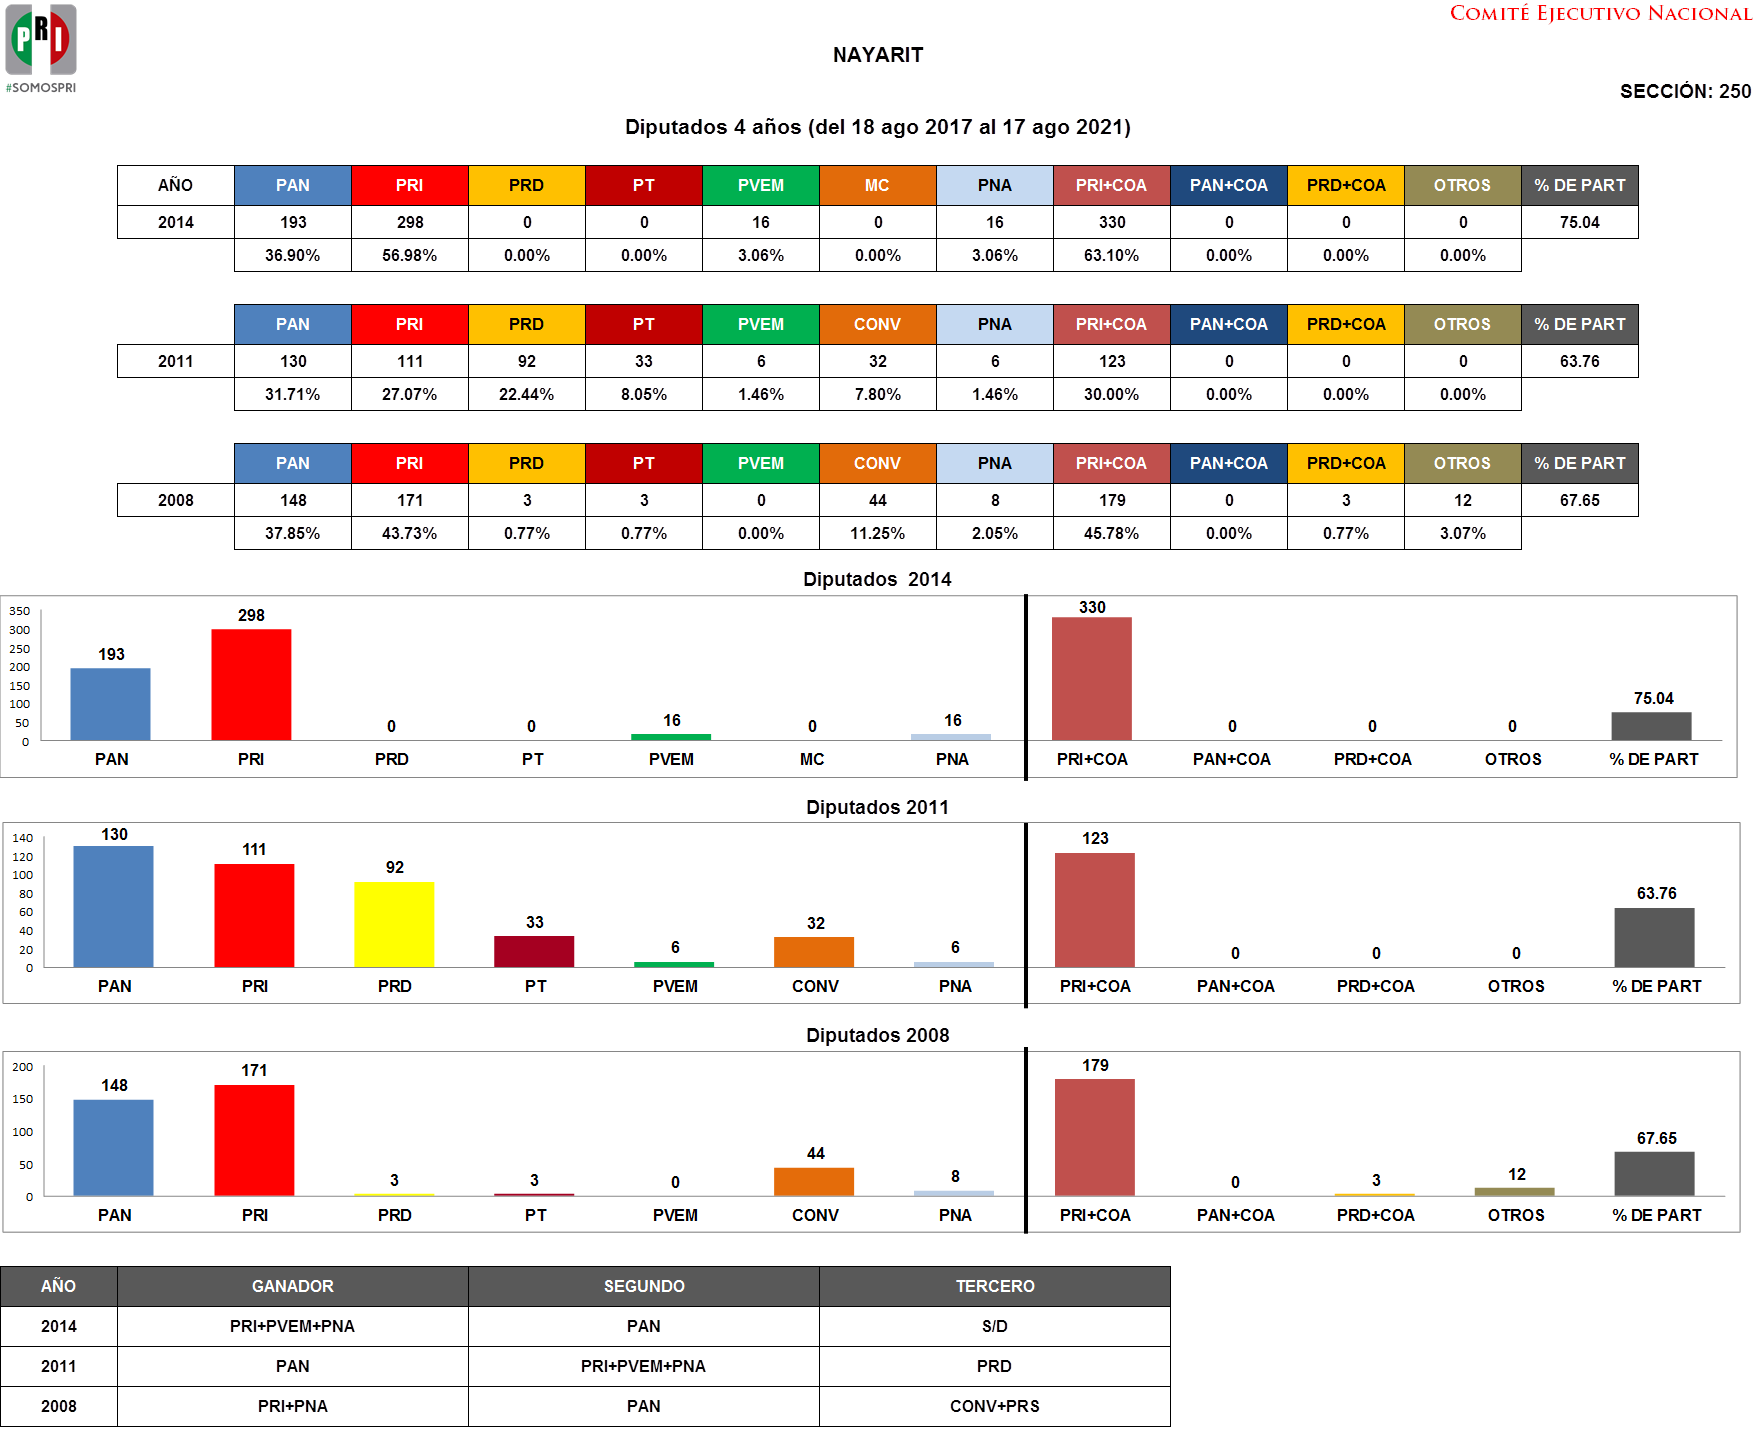 PRI
#SOMOSPRI
COMITÉ EJECUTIVO NACIONAL
NAYARIT
SECCIÓN: 250
Diputados 4 años (del 18 ago 2017 al 17 ago 2021)
AÑO PAN PRI PRD PT PVEM MC PNA PRI+COA PAN+COA PRD+COA OTROS % DE PART
2014 193 298 0 0 16 0 16 330 0 0 0 75.04
36.90% 56.98% 0.00% 0.00% 3.06% 0.00% 3.06% 63.10% 0.00% 0.00% 0.00%
PAN PRI PRD PT PVEM CONV PNA PRI+COA PAN+COA PRD+COA OTROS % DE PART
2011 130 111 92 33 6 32 6 123 0 0 0 63.76
31.71% 27.07% 22.44% 8.05% 1.46% 7.80% 1.46% 30.00% 0.00% 0.00% 0.00%
PAN PRI PRD PT PVEM CONV PNA PRI+COA PAN+COA PRD+COA OTROS % DE PART
2008 148 171 3 3 0 44 8 179 0 3 12 67.65
37.85% 43.73% 0.77% 0.77% 0.00% 11.25% 2.05% 45.78% 0.00% 0.77% 3.07%
Diputados 2014
350
300
250
200
150
100
50
0
193 298 0 0 16 0 16 330 0 0 0 75.04
PAN PRI PRD PT PVEM MC PNA PRI+COA PAN+COA PRD+COA OTROS % DE PART
Diputados 2011
140
120
100
80
60
40
20
0
130 111 92 33 6 32 6 123 0 0 0 63.76
PAN PRI PRD PT PVEM CONV PNA PRI+COA PAN+COA PRD+COA OTROS % DE PART
Diputados 2008
200
150
100
50
0
148 171 3 3 0 44 8 179 0 3 12 67.65
PAN PRI PRD PT PVEM CONV PNA PRI+COA PAN+COA PRD+COA OTROS % DE PART
AÑO GANADOR SEGUNDO TERCERO
2014 PRI+PVEM+PNA PAN S/D
2011 PAN PRI+PVEM+PNA PRD
2008 PRI+PNA PAN CONV+PRS